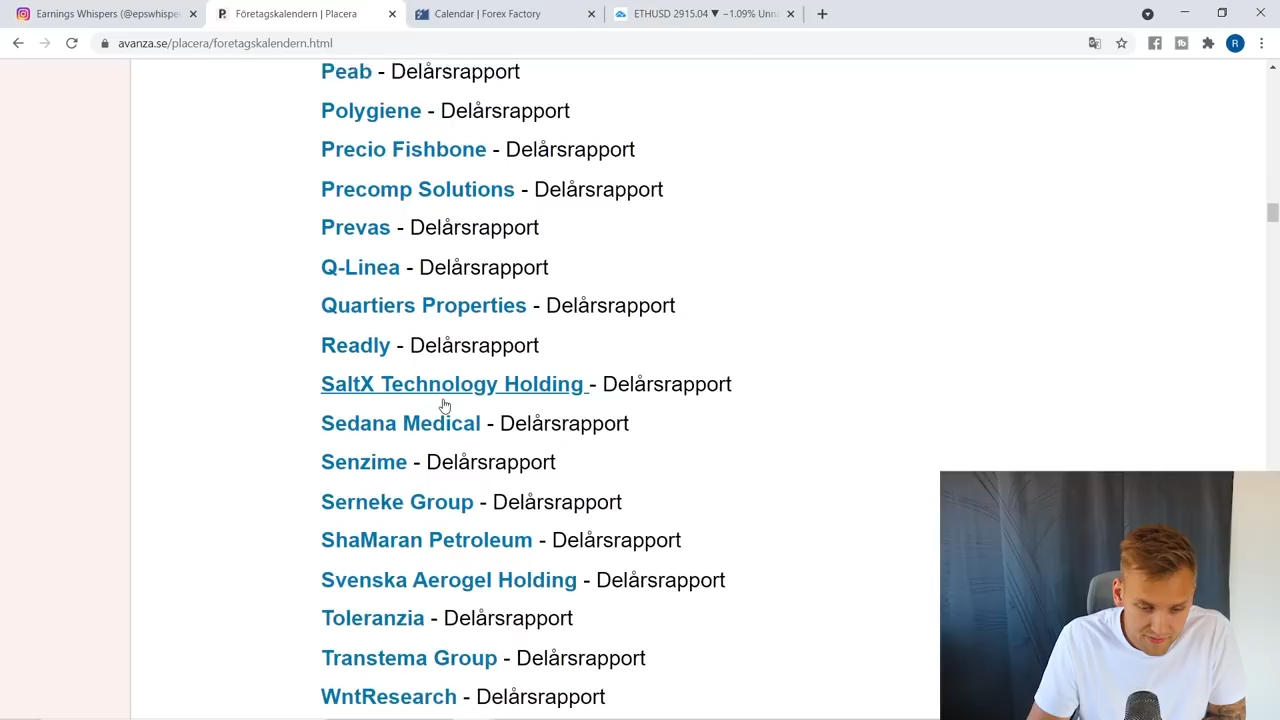 Earnings Whispers (@epswhisper
Företagskalendern | Placera
Calendar | Forex Factory
ETHUSD 2915.04 ▼ −1.09% Unna
avanza.se/placera/foretagskalendern.html
R
Peab - Delårsrapport
Polygiene - Delårsrapport
Precio Fishbone - Delårsrapport
Precomp Solutions - Delårsrapport
Prevas - Delårsrapport
Q-Linea - Delårsrapport
Quartiers Properties - Delårsrapport
Readly - Delårsrapport
SaltX Technology Holding - Delårsrapport
Sedana Medical - Delårsrapport
Senzime - Delårsrapport
Serneke Group - Delårsrapport
ShaMaran Petroleum - Delårsrapport
Svenska Aerogel Holding - Delårsrapport
Toleranzia - Delårsrapport
Transtema Group - Delårsrapport
WntResearch - Delårsrapport